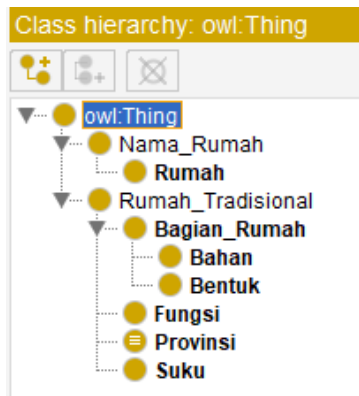 Class hierarchy: owl:Thing
owl:Thing
Nama_Rumah
Rumah
Rumah_Tradisional
Bagian_Rumah
Bahan
Bentuk
Fungsi
Provinsi
Suku